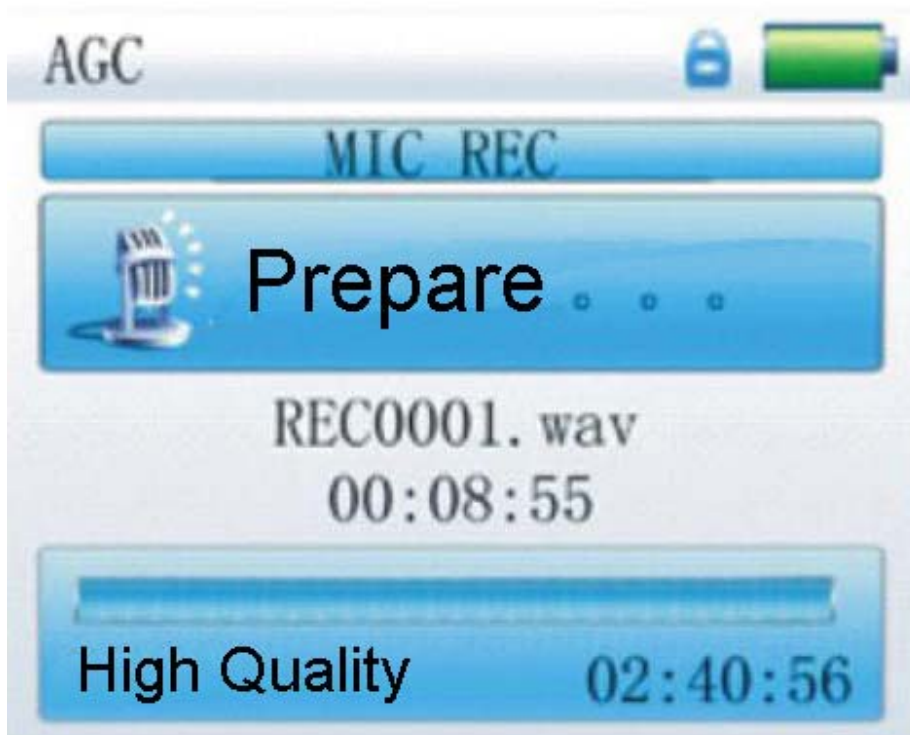 AGC
MIC REC
Prepare . . .
REC0001.wav
00:08:55
High Quality
02:40:56